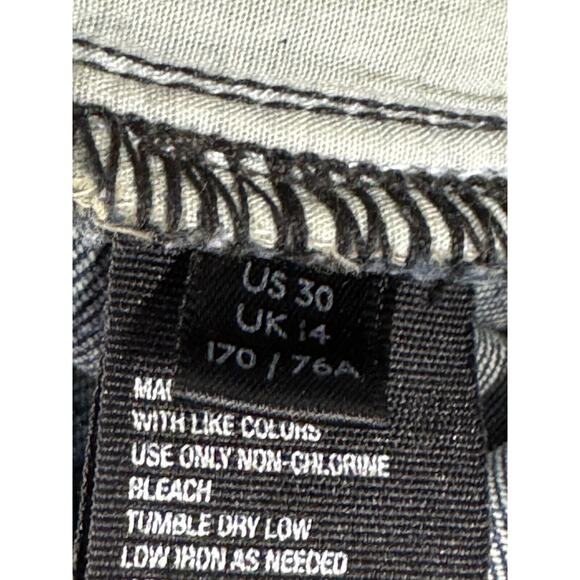 US 30
UK 14
170 / 76A
WITH LIKE COLORS
USE ONLY NON-CHLORINE
BLEACH
TUMBLE DRY LOW
LOW IRON AS NEEDED